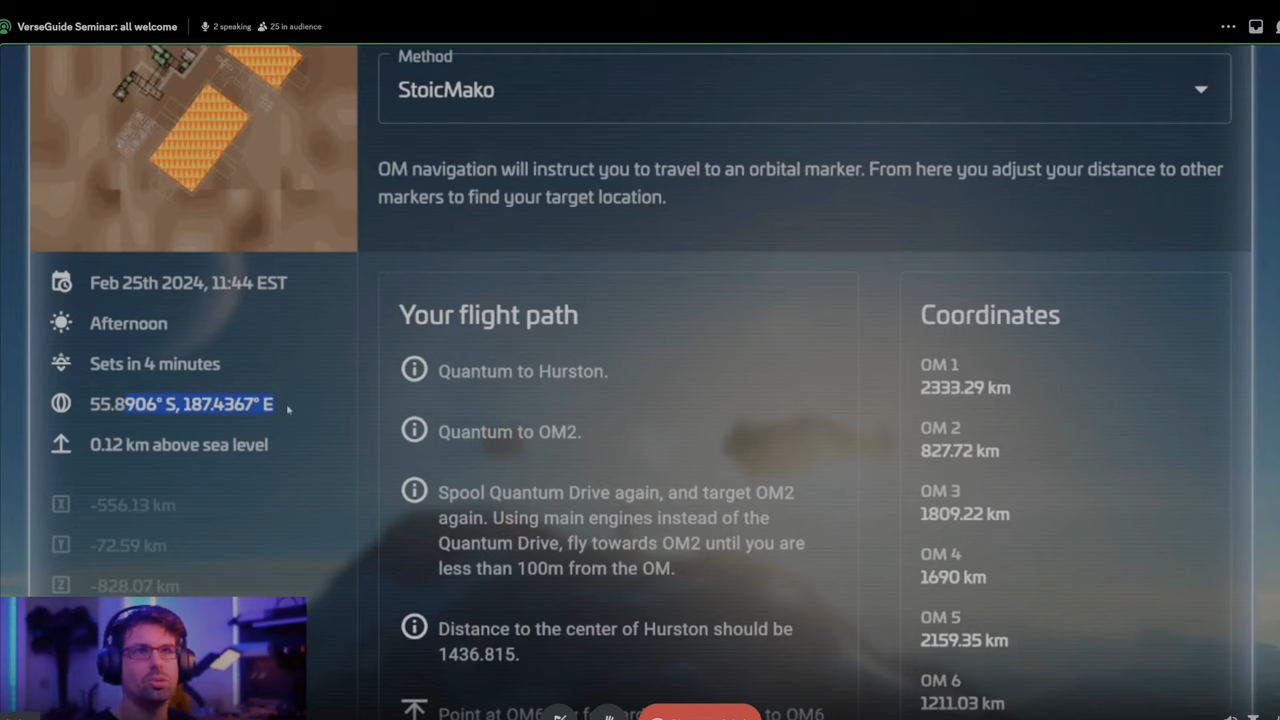 VerseGuide Seminar: all welcome
2 speaking
25 in audience
Method
StoicMako
OM navigation will instruct you to travel to an orbital marker. From here you adjust your distance to other
markers to find your target location.
Feb 25th 2024, 11:44 EST
Afternoon
Sets in 4 minutes
55.8906° S, 187.4367° E
0.12 km above sea level
X -556.13 km
Y -72.59 km
Z -828.07 km
Your flight path
Quantum to Hurston.
Quantum to OM2.
Spool Quantum Drive again, and target OM2
again. Using main engines instead of the
Quantum Drive, fly towards OM2 until you are
less than 100m from the OM.
Distance to the center of Hurston should be
1436.815.
Point at OM6
to OM6
Coordinates
OM 1
2333.29 km
OM 2
827.72 km
OM 3
1809.22 km
OM 4
1690 km
OM 5
2159.35 km
OM 6
1211.03 km